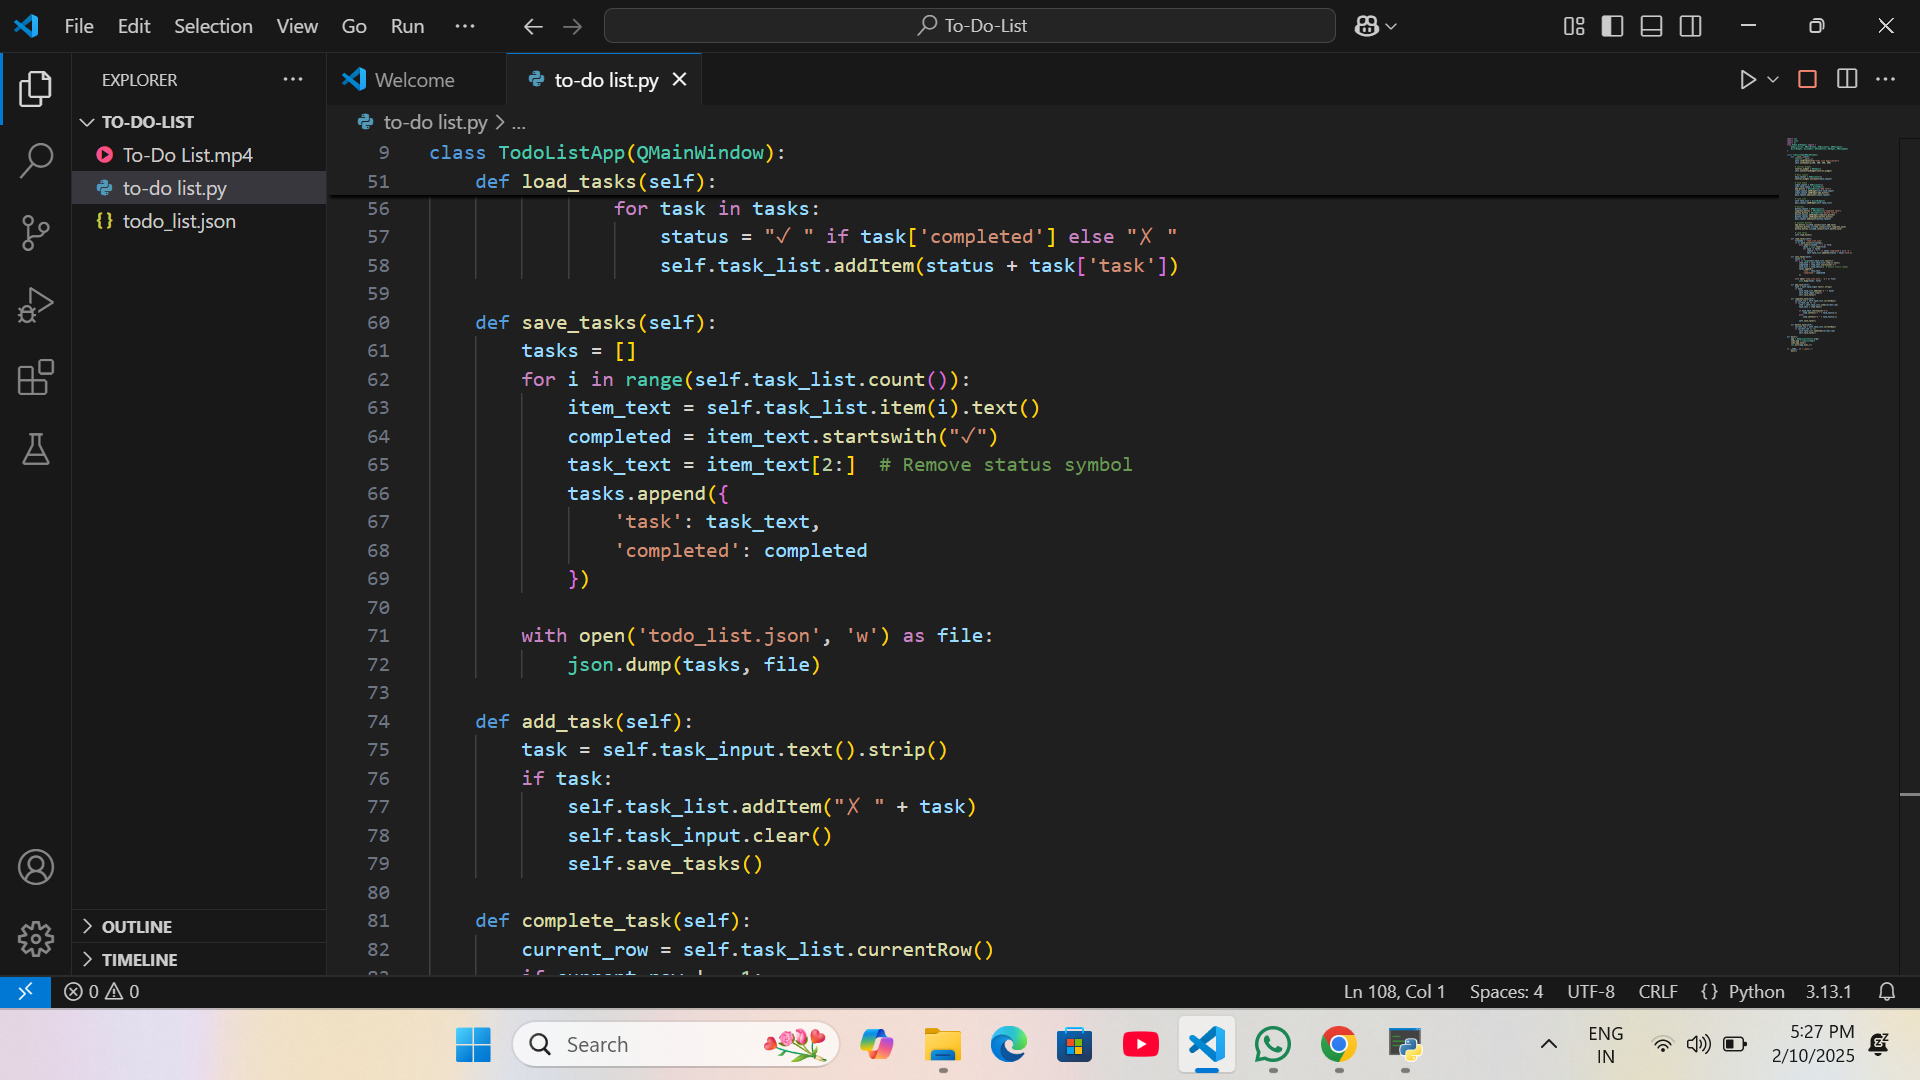 File Edit Selection View Go Run ···
To-Do-List
EXPLORER ···
TO-DO-LIST
To-Do List.mp4
to-do list.py
{} todo_list.json
OUTLINE
TIMELINE
Welcome
to-do list.py
to-do list.py > ...
9 class TodoListApp(QMainWindow):
51 def load_tasks(self):
56 for task in tasks:
57 status = "✓ " if task['completed'] else "✗ "
58 self.task_list.addItem(status + task['task'])
59
60 def save_tasks(self):
61 tasks = []
62 for i in range(self.task_list.count()):
63 item_text = self.task_list.item(i).text()
64 completed = item_text.startswith("✓")
65 task_text = item_text[2:]  # Remove status symbol
66 tasks.append({
67 'task': task_text,
68 'completed': completed
69 })
70
71 with open('todo_list.json', 'w') as file:
72 json.dump(tasks, file)
73
74 def add_task(self):
75 task = self.task_input.text().strip()
76 if task:
77 self.task_list.addItem("✗ " + task)
78 self.task_input.clear()
79 self.save_tasks()
80
81 def complete_task(self):
82 current_row = self.task_list.currentRow()
0 0
Ln 108, Col 1 Spaces: 4 UTF-8 CRLF {} Python 3.13.1
Search
ENG
IN
5:27 PM
2/10/2025